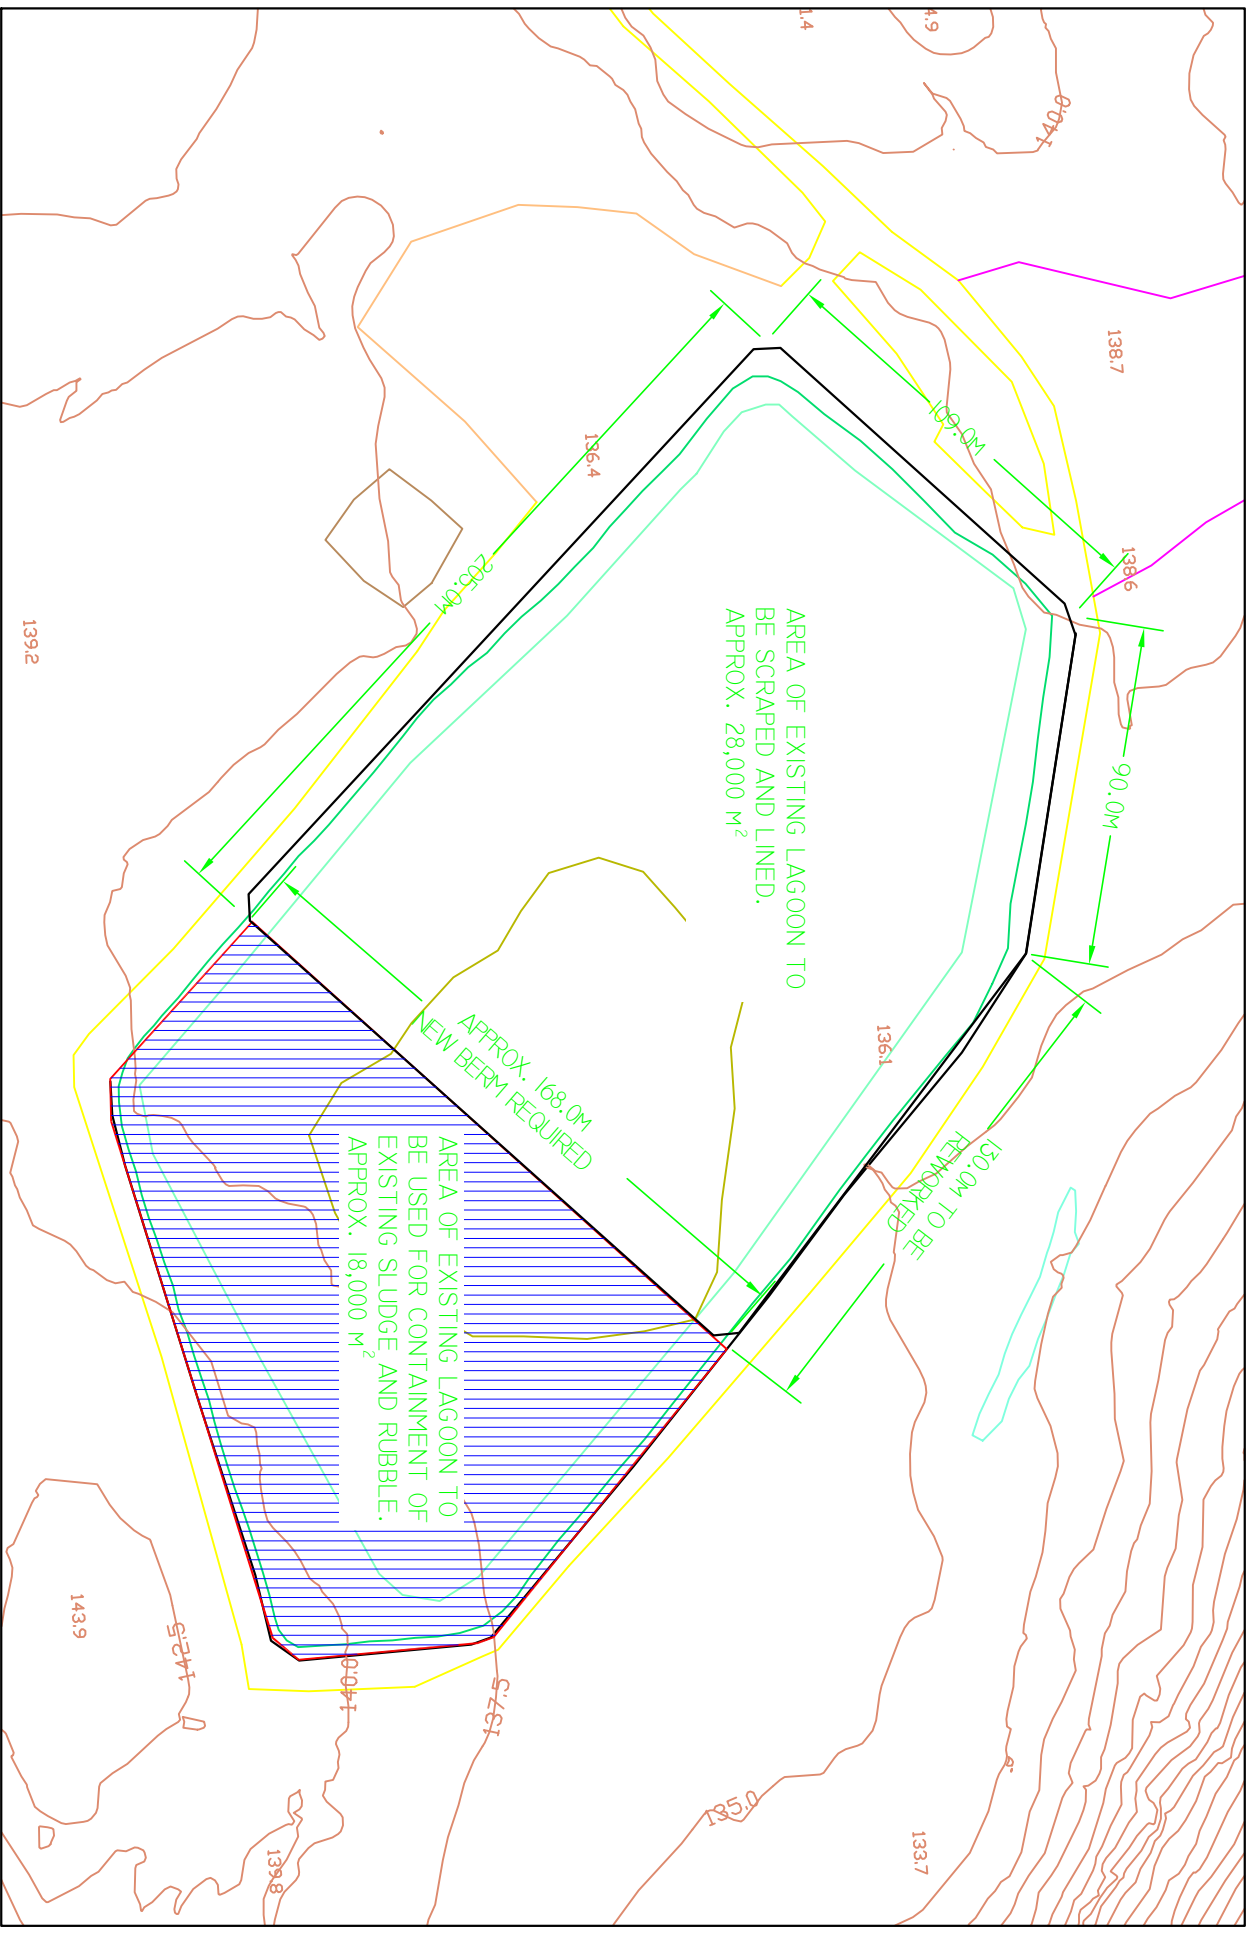 AREA OF EXISTING LAGOON TO
BE SCRAPED AND LINED.
APPROX. 28,000 M²
AREA OF EXISTING LAGOON TO
BE USED FOR CONTAINMENT OF
EXISTING SLUDGE AND RUBBLE.
APPROX. 18,000 M²
APPROX. 168.0M
NEW BERM REQUIRED
130.0M TO BE
REWORKED
109.0M
90.0M
205.0M
140.0
138.7
138.6
136.4
136.1
139.2
143.9
142.5
140.0
137.5
135.0
133.7
139.8